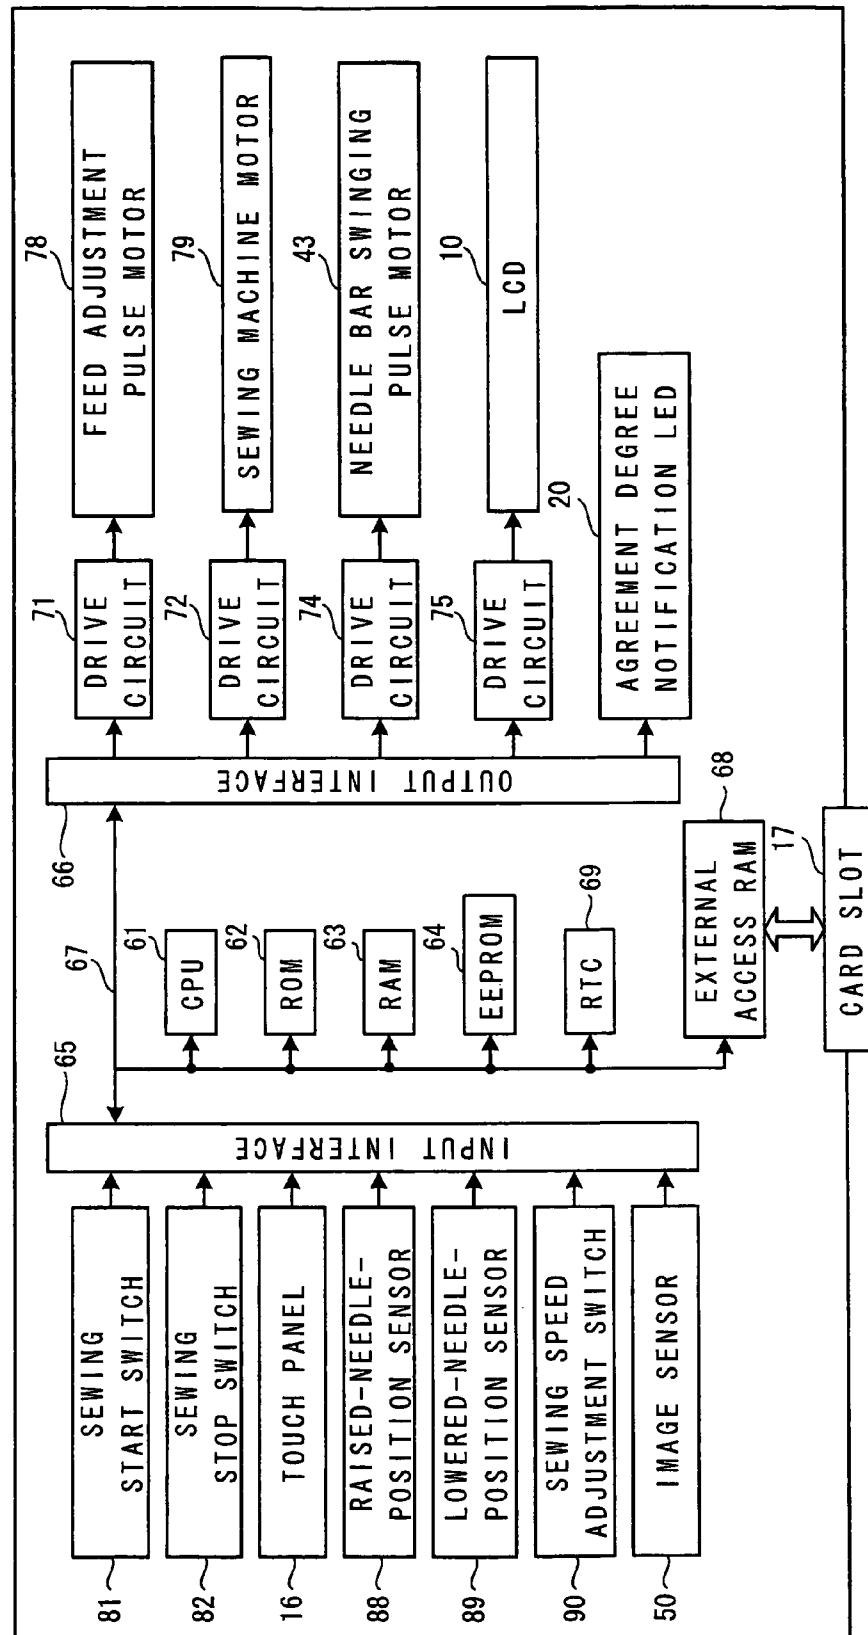 81
SEWING
START SWITCH
82
SEWING
STOP SWITCH
16
TOUCH PANEL
88
RAISED-NEEDLE-
POSITION SENSOR
89
LOWERED-NEEDLE-
POSITION SENSOR
90
SEWING SPEED
ADJUSTMENT SWITCH
50
IMAGE SENSOR
65
INPUT INTERFACE
67
61
CPU
62
ROM
63
RAM
64
EEPROM
69
RTC
68
EXTERNAL
ACCESS RAM
17
CARD SLOT
66
OUTPUT INTERFACE
71
DRIVE
CIRCUIT
72
DRIVE
CIRCUIT
74
DRIVE
CIRCUIT
75
DRIVE
CIRCUIT
78
FEED ADJUSTMENT
PULSE MOTOR
79
SEWING MACHINE MOTOR
43
NEEDLE BAR SWINGING
PULSE MOTOR
10
LCD
20
AGREEMENT DEGREE
NOTIFICATION LED